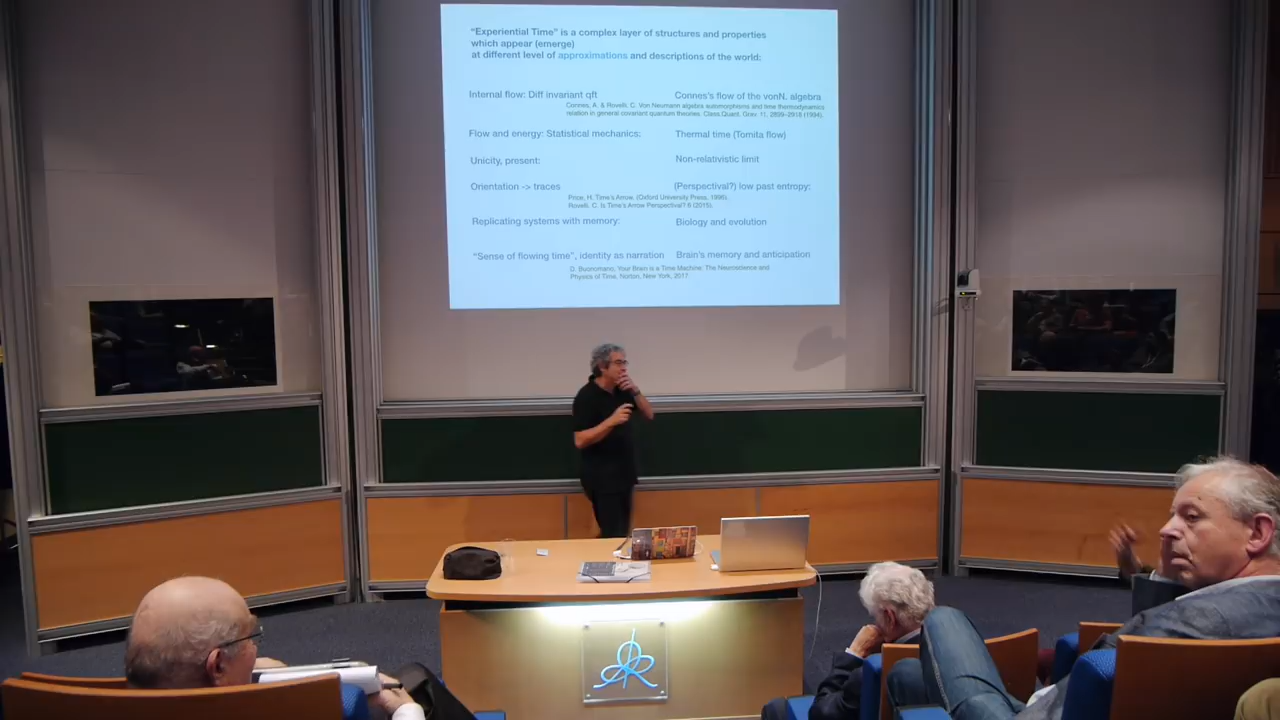 “Experiential Time” is a complex layer of structures and properties
which appear (emerge)
at different level of approximations and descriptions of the world:
Internal flow: Diff invariant qft
Connes's flow of the vonN. algebra
Connes, A. & Rovelli, C. Von Neumann algebra automorphisms and time thermodynamics
relation in general covariant quantum theories. Class.Quant. Grav. 11, 2899–2918 (1994).
Flow and energy: Statistical mechanics:
Thermal time (Tomita flow)
Unicity, present:
Non-relativistic limit
Orientation -> traces
(Perspectival?) low past entropy:
Price, H. Time's Arrow. (Oxford University Press, 1996).
Rovelli, C. Is Time's Arrow Perspectival? 6 (2015).
Replicating systems with memory:
Biology and evolution
“Sense of flowing time”, identity as narration
Brain's memory and anticipation
D. Buonomano, Your Brain is a Time Machine: The Neuroscience and
Physics of Time, Norton, New York, 2017.